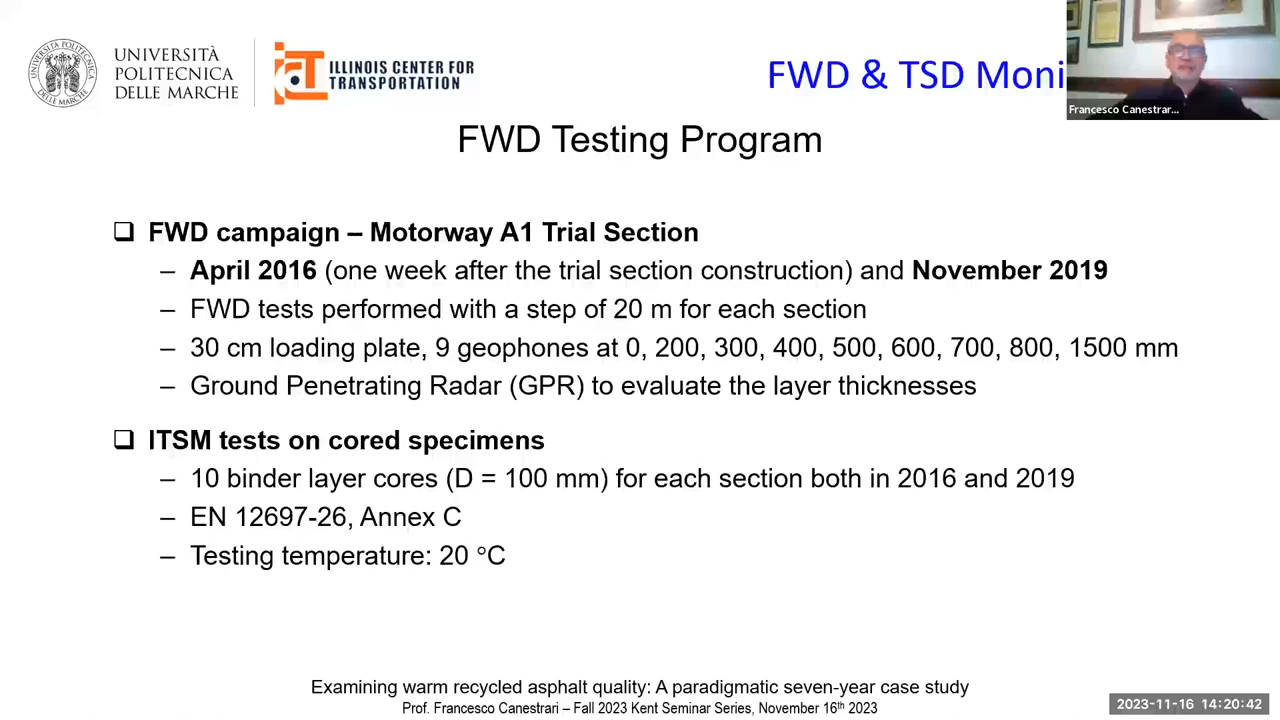 UNIVERSITÀ
POLITECNICA
DELLE MARCHE
UNIVERSITÀ POLITECNICA
DELLE MARCHE
ICT
ILLINOIS CENTER FOR
TRANSPORTATION
FWD & TSD Moni
Francesco Canestrar...
FWD Testing Program
❑ FWD campaign – Motorway A1 Trial Section
– April 2016 (one week after the trial section construction) and November 2019
– FWD tests performed with a step of 20 m for each section
– 30 cm loading plate, 9 geophones at 0, 200, 300, 400, 500, 600, 700, 800, 1500 mm
– Ground Penetrating Radar (GPR) to evaluate the layer thicknesses
❑ ITSM tests on cored specimens
– 10 binder layer cores (D = 100 mm) for each section both in 2016 and 2019
– EN 12697-26, Annex C
– Testing temperature: 20 °C
Examining warm recycled asphalt quality: A paradigmatic seven-year case study
Prof. Francesco Canestrari – Fall 2023 Kent Seminar Series, November 16th 2023
2023-11-16 14:20:42